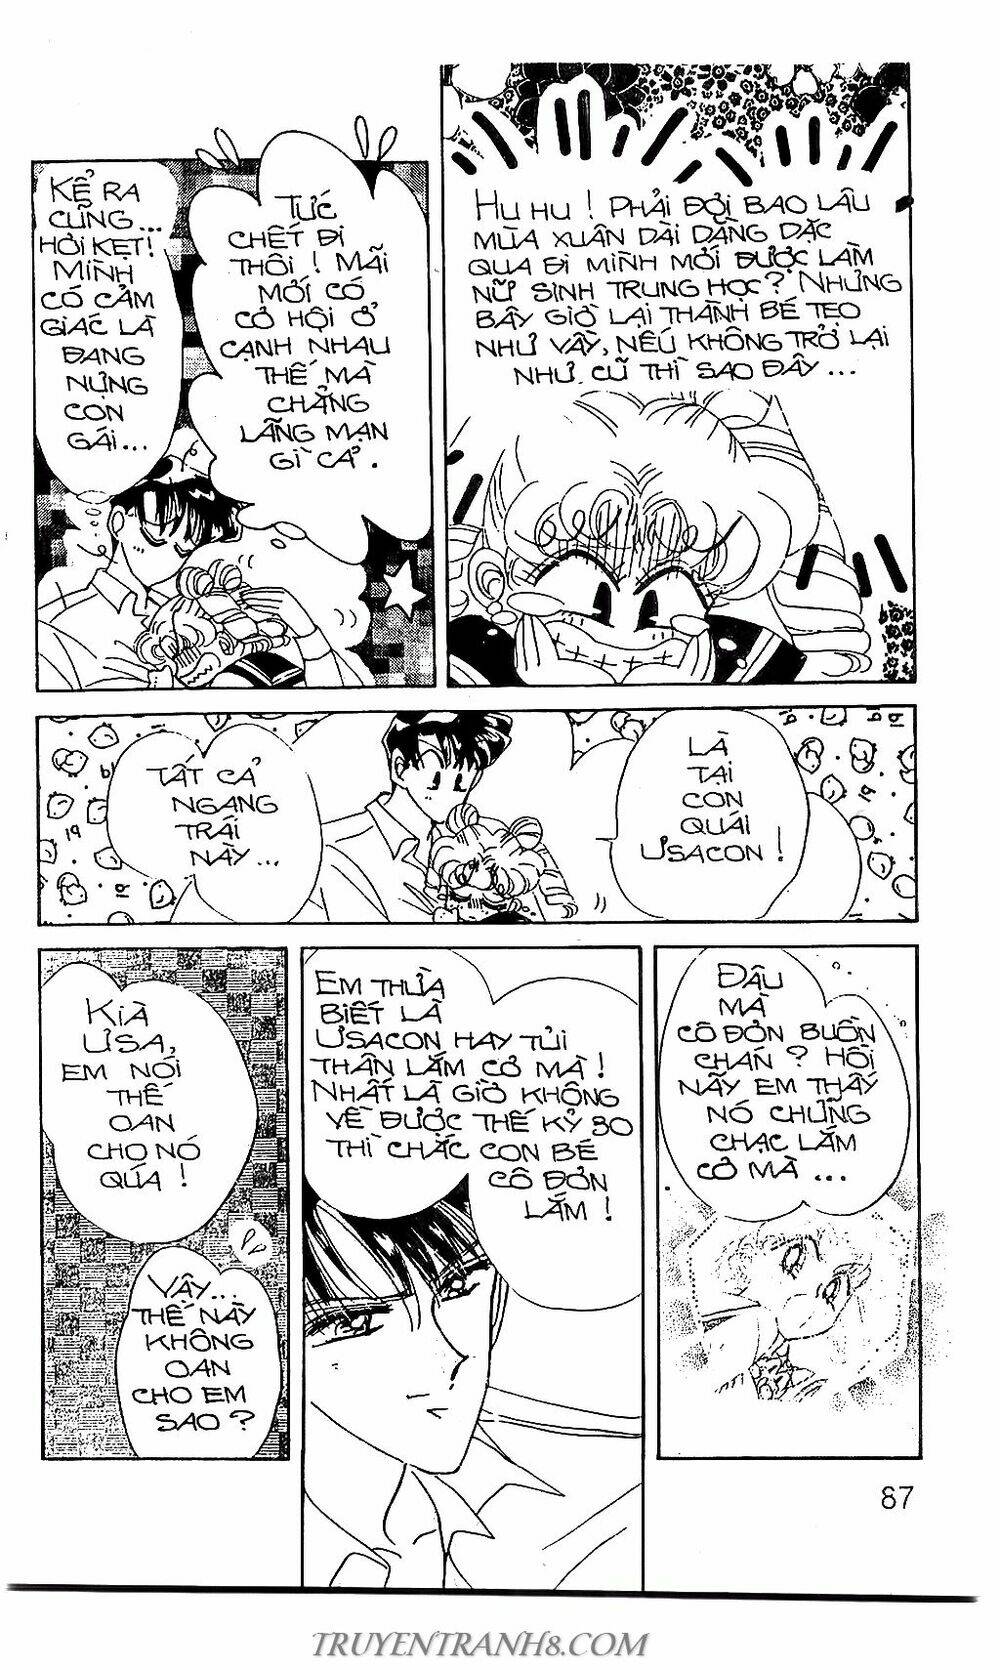 HU HU ! PHẢI ĐỢI BAO LÂU
MÙA XUÂN DÀI DẰNG DẶC
QUA ĐI MÌNH MỚI ĐƯỢC LÀM
NỮ SINH TRUNG HỌC ? NHƯNG
BÂY GIỜ LẠI THÀNH BÉ TEO
NHƯ VẦY, NẾU KHÔNG TRỞ LẠI
NHƯ CŨ THÌ SAO ĐÂY ...
TỨC
CHẾT ĐI
THÔI ! MÃI
MỚI CÓ
CƠ HỘI Ở
CẠNH NHAU
THẾ MÀ
CHẲNG
LÃNG MẠN
GÌ CẢ .
KỂ RA
CŨNG ...
HƠI KẸT !
MÌNH
CÓ CẢM
GIÁC LÀ
ĐANG
NỰNG
CON
GÁI ...
LÀ
TẠI
CON
QUÁI
ƯSACON !
TẤT CẢ
NGANG
TRÁI
NÀY ...
ĐÂU
MÀ
CÔ ĐƠN BUỒN
CHÁN ? HỒI
NÃY EM THẤY
NÓ CHỮNG
CHẠC LẮM
CƠ MÀ ...
EM THỪA
BIẾT LÀ
ƯSACON HAY TỦI
THÂN LẮM CƠ MÀ !
NHẤT LÀ GIỜ KHÔNG
VỀ ĐƯỢC THẾ KỶ 30
THÌ CHẮC CON BÉ
CÔ ĐƠN
LẮM !
KÌA
ƯSA,
EM NÓI
THẾ
OAN
CHO NÓ
QÚA !
VẬY ...
THẾ NÀY
KHÔNG
OAN
CHO EM
SAO ?
87
TRUYENTRANH8.COM